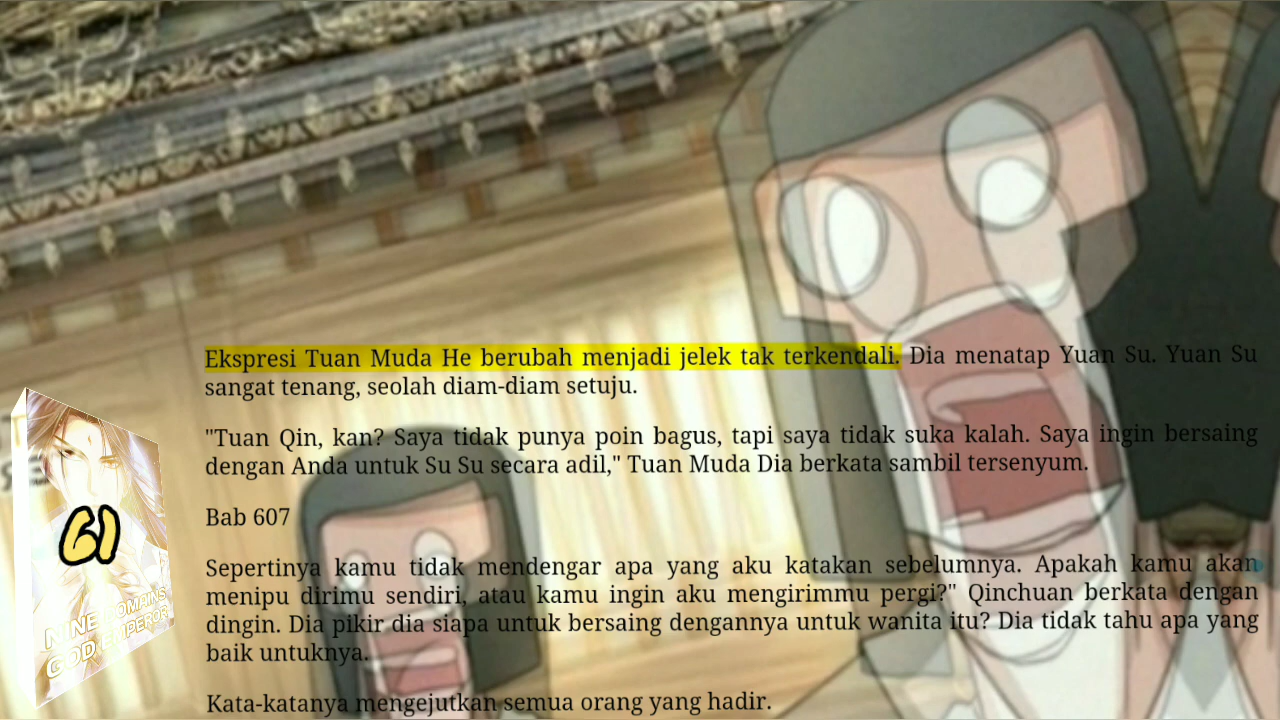 Ekspresi Tuan Muda He berubah menjadi jelek tak terkendali. Dia menatap Yuan Su. Yuan Su
sangat tenang, seolah diam-diam setuju.
"Tuan Qin, kan? Saya tidak punya poin bagus, tapi saya tidak suka kalah. Saya ingin bersaing
dengan Anda untuk Su Su secara adil," Tuan Muda Dia berkata sambil tersenyum.
Bab 607
Sepertinya kamu tidak mendengar apa yang aku katakan sebelumnya. Apakah kamu akan
menipu dirimu sendiri, atau kamu ingin aku mengirimmu pergi?" Qinchuan berkata dengan
dingin. Dia pikir dia siapa untuk bersaing dengannya untuk wanita itu? Dia tidak tahu apa yang
baik untuknya.
Kata-katanya mengejutkan semua orang yang hadir.
61
NINE DOMAINS
GOD EMPEROR